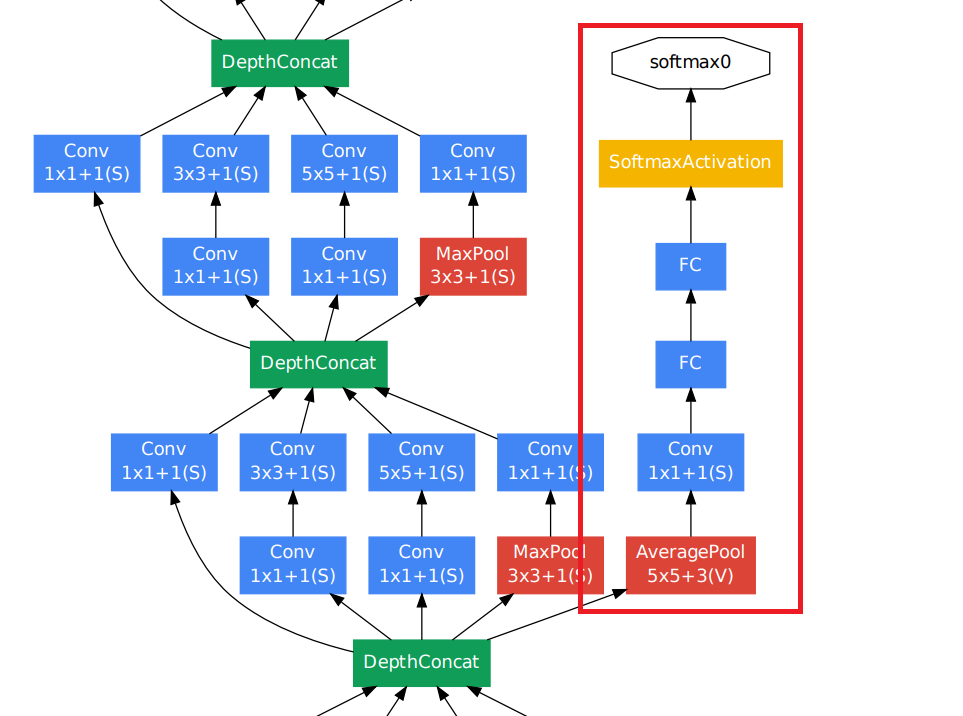 DepthConcat
softmax0
Conv
1x1+1(S)
Conv
3x3+1(S)
Conv
5x5+1(S)
Conv
1x1+1(S)
SoftmaxActivation
Conv
1x1+1(S)
Conv
1x1+1(S)
MaxPool
3x3+1(S)
FC
DepthConcat
FC
Conv
1x1+1(S)
Conv
3x3+1(S)
Conv
5x5+1(S)
Conv
1x1+1(S)
Conv
1x1+1(S)
Conv
1x1+1(S)
Conv
1x1+1(S)
MaxPool
3x3+1(S)
AveragePool
5x5+3(V)
DepthConcat